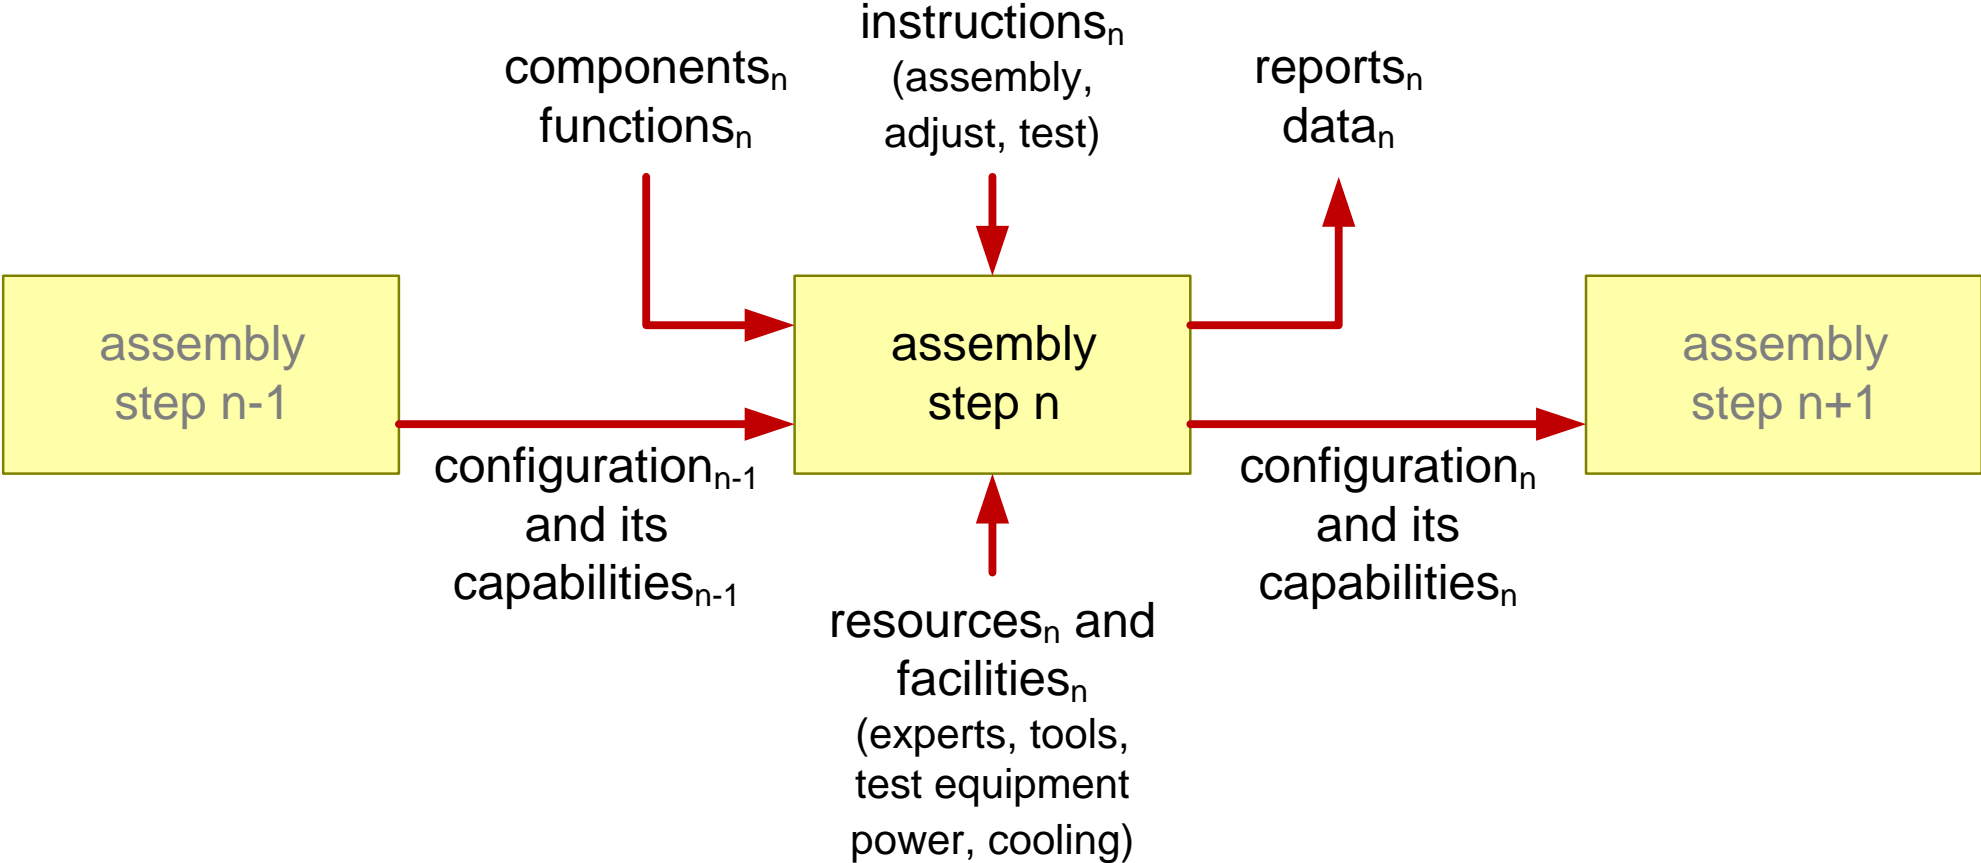 instructionsₙ
(assembly,
adjust, test)
componentsₙ
functionsₙ
reportsₙ
dataₙ
assembly
step n-1
assembly
step n
assembly
step n+1
configurationₙ₋₁
and its
capabilitiesₙ₋₁
configurationₙ
and its
capabilitiesₙ
resourcesₙ and
facilitiesₙ
(experts, tools,
test equipment
power, cooling)